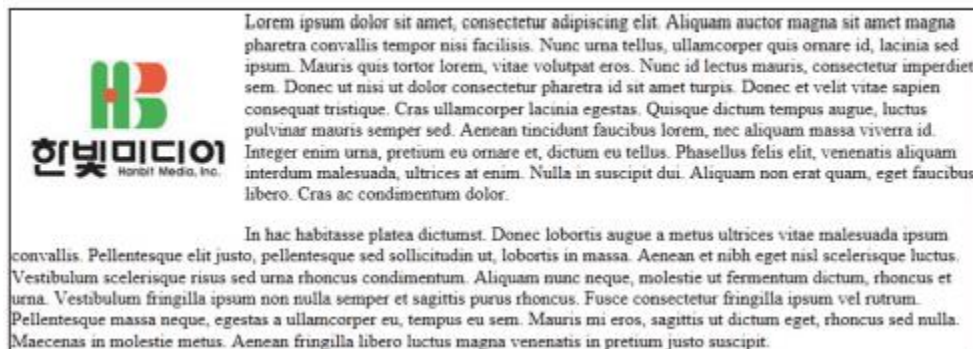 한빛미디어
Hanbit Media, Inc.
Lorem ipsum dolor sit amet, consectetur adipiscing elit. Aliquam auctor magna sit amet magna
pharetra convallis tempor nisi facilisis. Nunc urna tellus, ullamcorper quis ornare id, lacinia sed
ipsum. Mauris quis tortor lorem, vitae volutpat eros. Nunc id lectus mauris, consectetur imperdiet
sem. Donec ut nisi ut dolor consectetur pharetra id sit amet turpis. Donec et velit vitae sapien
consequat tristique. Cras ullamcorper lacinia egestas. Quisque dictum tempus augue, luctus
pulvinar mauris semper sed. Aenean tincidunt faucibus lorem, nec aliquam massa viverra id.
Integer enim urna, pretium eu ornare et, dictum eu tellus. Phasellus felis elit, venenatis aliquam
interdum malesuada, ultrices at enim. Nulla in suscipit dui. Aliquam non erat quam, eget faucibus
libero. Cras ac condimentum dolor.
In hac habitasse platea dictumst. Donec lobortis augue a metus ultrices vitae malesuada ipsum
convallis. Pellentesque elit justo, pellentesque sed sollicitudin ut, lobortis in massa. Aenean et nibh eget nisl scelerisque luctus.
Vestibulum scelerisque risus sed urna rhoncus condimentum. Aliquam nunc neque, molestie ut fermentum dictum, rhoncus et
urna. Vestibulum fringilla ipsum non nulla semper et sagittis purus rhoncus. Fusce consectetur fringilla ipsum vel rutrum.
Pellentesque massa neque, egestas a ullamcorper eu, tempus eu sem. Mauris mi eros, sagittis ut dictum eget, rhoncus sed nulla.
Maecenas in molestie metus. Aenean fringilla libero luctus magna venenatis in pretium justo suscipit.